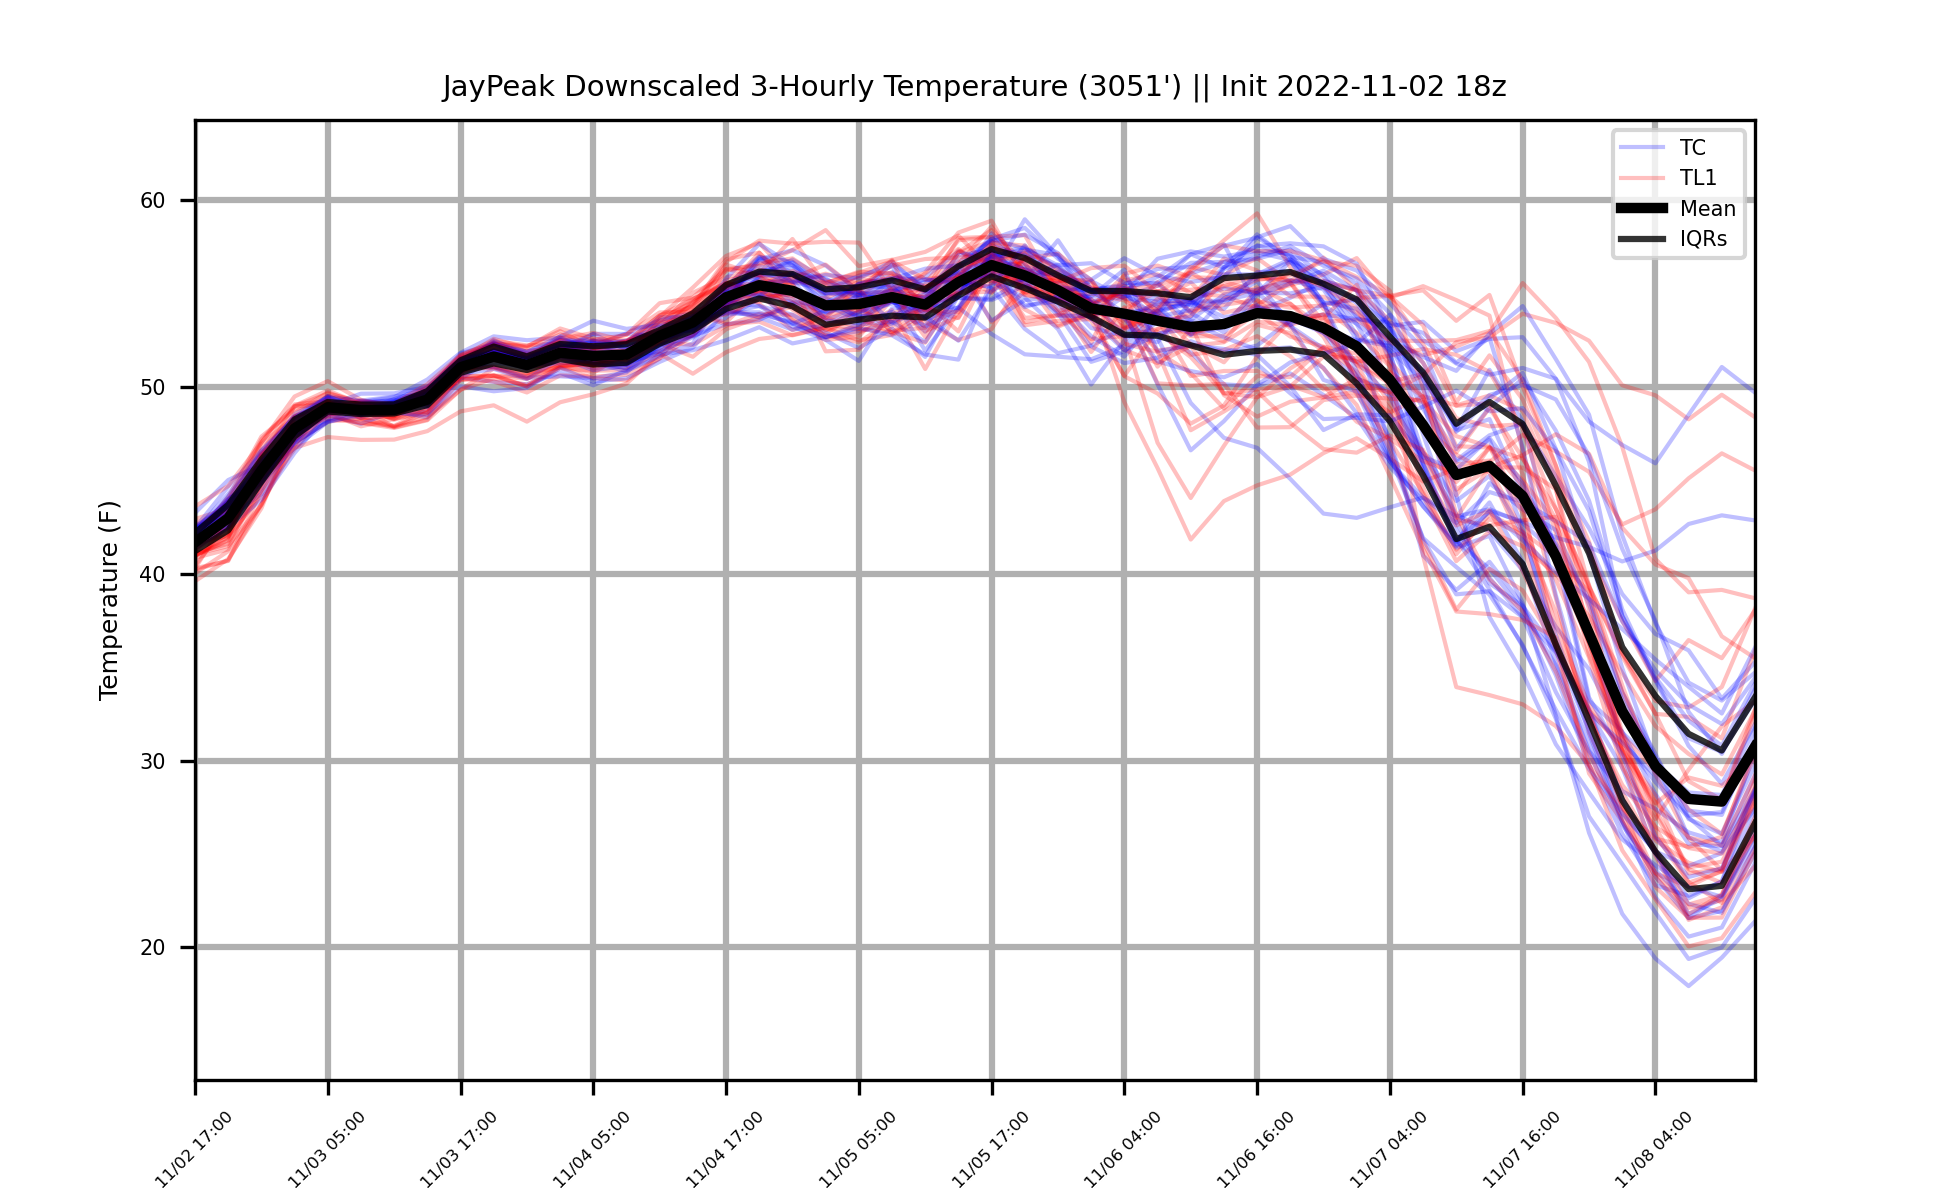 JayPeak Downscaled 3-Hourly Temperature (3051') || Init 2022-11-02 18z
TC
TL1
Mean
IQRs
Temperature (F)
60
50
40
30
20
11/02 17:00
11/03 05:00
11/03 17:00
11/04 05:00
11/04 17:00
11/05 05:00
11/05 17:00
11/06 04:00
11/06 16:00
11/07 04:00
11/07 16:00
11/08 04:00